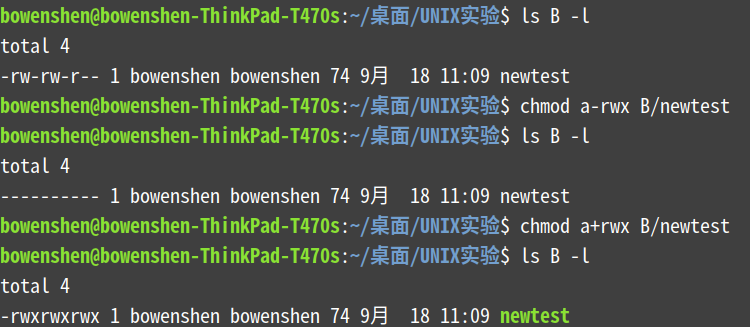 bowenshen@bowenshen-ThinkPad-T470s:~/桌面/UNIX实验$ ls B -l
total 4
-rw-rw-r-- 1 bowenshen bowenshen 74 9月  18 11:09 newtest
bowenshen@bowenshen-ThinkPad-T470s:~/桌面/UNIX实验$ chmod a-rwx B/newtest
bowenshen@bowenshen-ThinkPad-T470s:~/桌面/UNIX实验$ ls B -l
total 4
---------- 1 bowenshen bowenshen 74 9月  18 11:09 newtest
bowenshen@bowenshen-ThinkPad-T470s:~/桌面/UNIX实验$ chmod a+rwx B/newtest
bowenshen@bowenshen-ThinkPad-T470s:~/桌面/UNIX实验$ ls B -l
total 4
-rwxrwxrwx 1 bowenshen bowenshen 74 9月  18 11:09 newtest